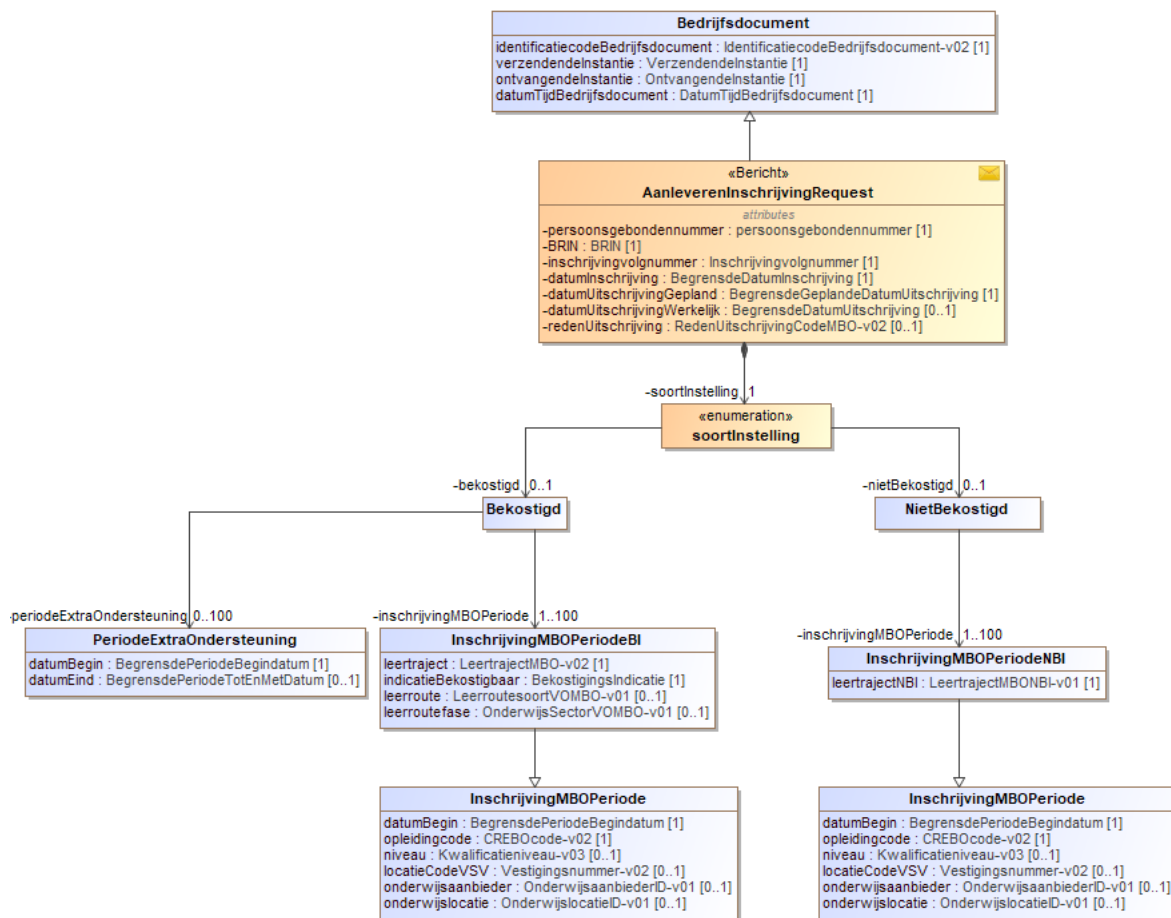 Bedrijfsdocument
identificatiecodeBedrijfsdocument : IdentificatiecodeBedrijfsdocument-v02 [1]
verzendendeInstantie : VerzendendeInstantie [1]
ontvangendeInstantie : OntvangendeInstantie [1]
datumTijdBedrijfsdocument : DatumTijdBedrijfsdocument [1]
«Bericht»
AanleverenInschrijvingRequest
attributes
-persoonsgebondennummer : persoonsgebondennummer [1]
-BRIN : BRIN [1]
-inschrijvingvolgnummer : Inschrijvingvolgnummer [1]
-datumInschrijving : BegrensdeDatumInschrijving [1]
-datumUitschrijvingGepland : BegrensdeGeplandeDatumUitschrijving [1]
-datumUitschrijvingWerkelijk : BegrensdeDatumUitschrijving [0..1]
-redenUitschrijving : RedenUitschrijvingCodeMBO-v02 [0..1]
-soortInstelling 1
«enumeration»
soortInstelling
-bekostigd 0..1
-nietBekostigd 0..1
Bekostigd
NietBekostigd
-periodeExtraOndersteuning 0..100
-inschrijvingMBOPeriode 1..100
-inschrijvingMBOPeriode 1..100
PeriodeExtraOndersteuning
datumBegin : BegrensdePeriodeBegindatum [1]
datumEind : BegrensdePeriodeTotEnMetDatum [0..1]
InschrijvingMBOPeriodeBI
leertraject : LeertrajectMBO-v02 [1]
indicatieBekostigbaar : BekostigingsIndicatie [1]
leerroute : LeerroutesoortVOMBO-v01 [0..1]
leerroutefase : OnderwijsSectorVOMBO-v01 [0..1]
InschrijvingMBOPeriodeNBI
leertrajectNBI : LeertrajectMBONBI-v01 [1]
InschrijvingMBOPeriode
datumBegin : BegrensdePeriodeBegindatum [1]
opleidingcode : CREBOcode-v02 [1]
niveau : Kwalificatieniveau-v03 [0..1]
locatieCodeVSV : Vestigingsnummer-v02 [0..1]
onderwijsaanbieder : OnderwijsaanbiederID-v01 [0..1]
onderwijslocatie : OnderwijslocatieID-v01 [0..1]
InschrijvingMBOPeriode
datumBegin : BegrensdePeriodeBegindatum [1]
opleidingcode : CREBOcode-v02 [1]
niveau : Kwalificatieniveau-v03 [0..1]
locatieCodeVSV : Vestigingsnummer-v02 [0..1]
onderwijsaanbieder : OnderwijsaanbiederID-v01 [0..1]
onderwijslocatie : OnderwijslocatieID-v01 [0..1]